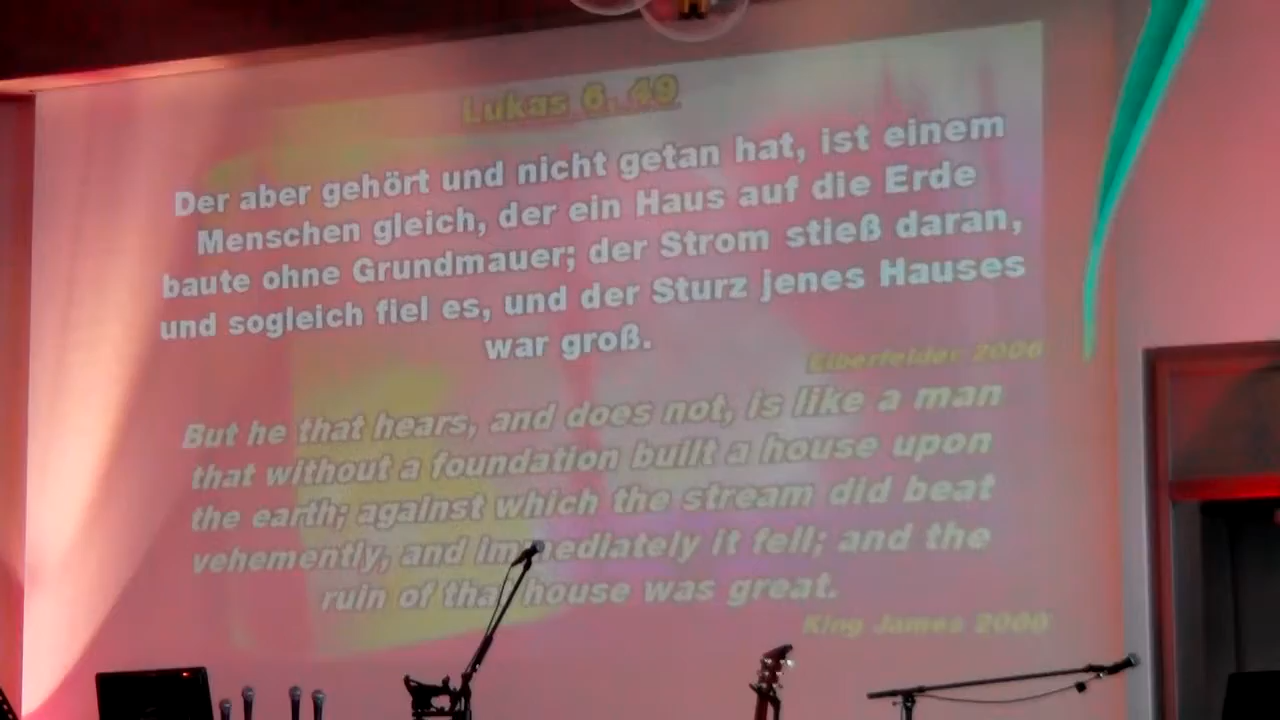 Lukas 6, 49
Der aber gehört und nicht getan hat, ist einem
Menschen gleich, der ein Haus auf die Erde
baute ohne Grundmauer; der Strom stieß daran,
und sogleich fiel es, und der Sturz jenes Hauses
war groß.
Elberfelder 2006
But he that hears, and does not, is like a man
that without a foundation built a house upon
the earth; against which the stream did beat
vehemently, and immediately it fell; and the
ruin of that house was great.
King James 2000